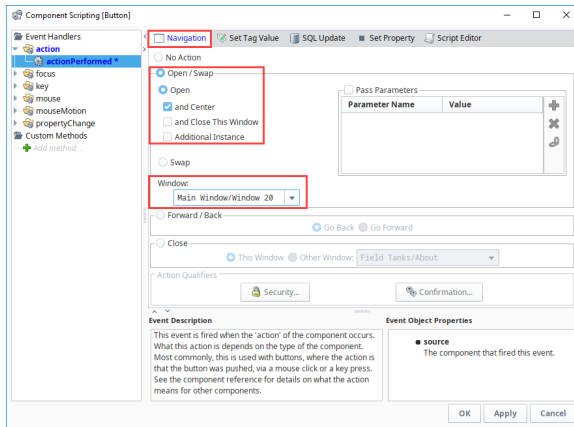 Component Scripting [Button]
Event Handlers
action
actionPerformed *
focus
key
mouse
mouseMotion
propertyChange
Custom Methods
Add method...
Navigation
Set Tag Value
SQL Update
Set Property
Script Editor
No Action
Open / Swap
Open
and Center
and Close This Window
Additional Instance
Swap
Pass Parameters
Parameter Name Value
Window:
Main Window/Window 20
Forward / Back
Go Back Go Forward
Close
This Window Other Window: Field Tanks/About
Action Qualifiers
Security... Confirmation...
Event Description
This event is fired when the 'action' of the component occurs.
What this action is depends on the type of the component.
Most commonly, this is used with buttons, where the action is
that the button was pushed, via a mouse click or a key press.
See the component reference for details on what the action
means for other components.
Event Object Properties
source
The component that fired this event.
OK Apply Cancel